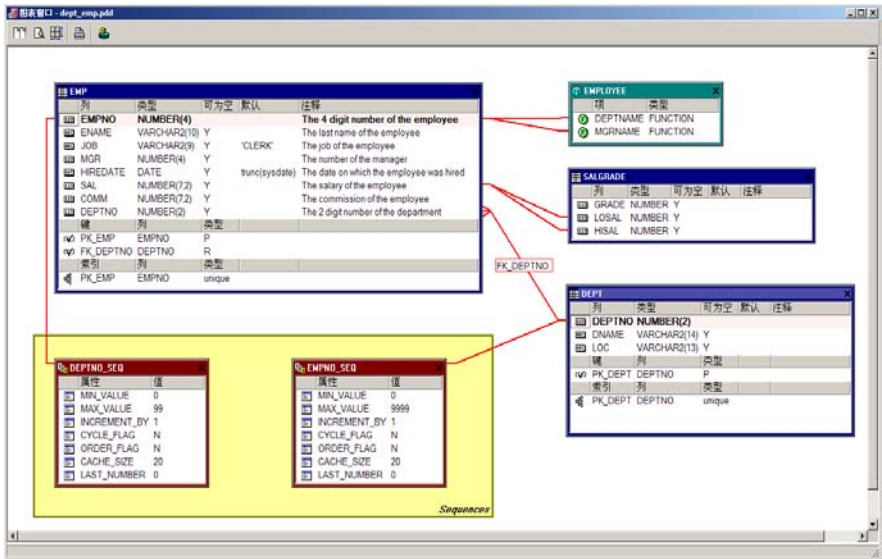 图表窗口 - dept_emp.pdd
EMP
列 类型 可为空 默认 注释
EMPNO NUMBER(4) The 4 digit number of the employee
ENAME VARCHAR2(10) Y The last name of the employee
JOB VARCHAR2(9) Y 'CLERK' The job of the employee
MGR NUMBER(4) Y The number of the manager
HIREDATE DATE Y trunc(sysdate) The date on which the employee was hired
SAL NUMBER(7,2) Y The salary of the employee
COMM NUMBER(7,2) Y The commission of the employee
DEPTNO NUMBER(2) Y The 2 digit number of the department
键 列 类型
PK_EMP EMPNO P
FK_DEPTNO DEPTNO R
索引 列 类型
PK_EMP EMPNO unique
EMPLOYEE
项 类型
DEPTNAME FUNCTION
MGRNAME FUNCTION
SALGRADE
列 类型 可为空 默认 注释
GRADE NUMBER Y
LOSAL NUMBER Y
HISAL NUMBER Y
FK_DEPTNO
DEPT
列 类型 可为空 默认 注释
DEPTNO NUMBER(2)
DNAME VARCHAR2(14) Y
LOC VARCHAR2(13) Y
键 列 类型
PK_DEPT DEPTNO P
索引 列 类型
PK_DEPT DEPTNO unique
DEPTNO_SEQ
属性 值
MIN_VALUE 0
MAX_VALUE 99
INCREMENT_BY 1
CYCLE_FLAG N
ORDER_FLAG N
CACHE_SIZE 20
LAST_NUMBER 0
EMPNO_SEQ
属性 值
MIN_VALUE 0
MAX_VALUE 9999
INCREMENT_BY 1
CYCLE_FLAG N
ORDER_FLAG N
CACHE_SIZE 20
LAST_NUMBER 0
Sequences